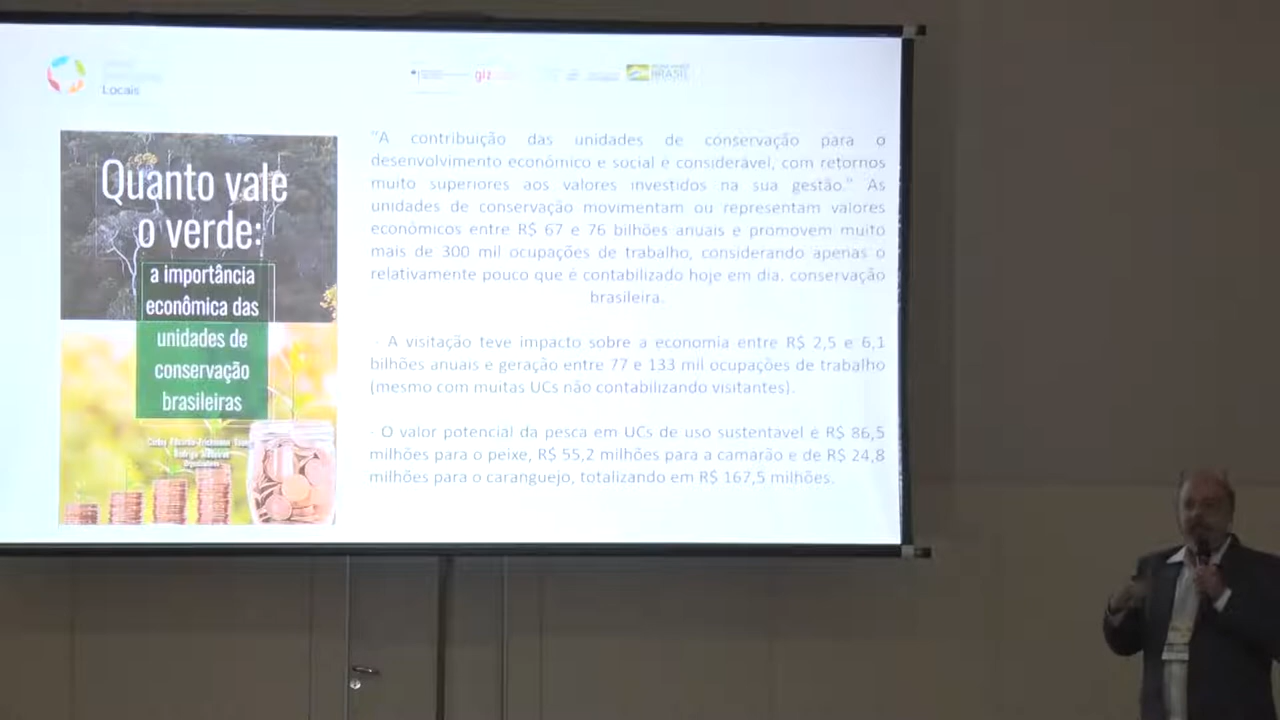 Locais
giz
BRASIL
Quanto vale
o verde:
a importância
econômica das
unidades de
conservação
brasileiras
"A contribuição das unidades de conservação para o
desenvolvimento econômico e social é considerável, com retornos
muito superiores aos valores investidos na sua gestão." As
unidades de conservação movimentam ou representam valores
econômicos entre R$ 67 e 76 bilhões anuais e promovem muito
mais de 300 mil ocupações de trabalho, considerando apenas o
relativamente pouco que é contabilizado hoje em dia, conservação
brasileira.
- A visitação teve impacto sobre a economia entre R$ 2,5 e 6,1
bilhões anuais e geração entre 77 e 133 mil ocupações de trabalho
(mesmo com muitas UCs não contabilizando visitantes).
- O valor potencial da pesca em UCs de uso sustentável é R$ 86,5
milhões para o peixe, R$ 55,2 milhões para a camarão e de R$ 24,8
milhões para o caranguejo, totalizando em R$ 167,5 milhões.